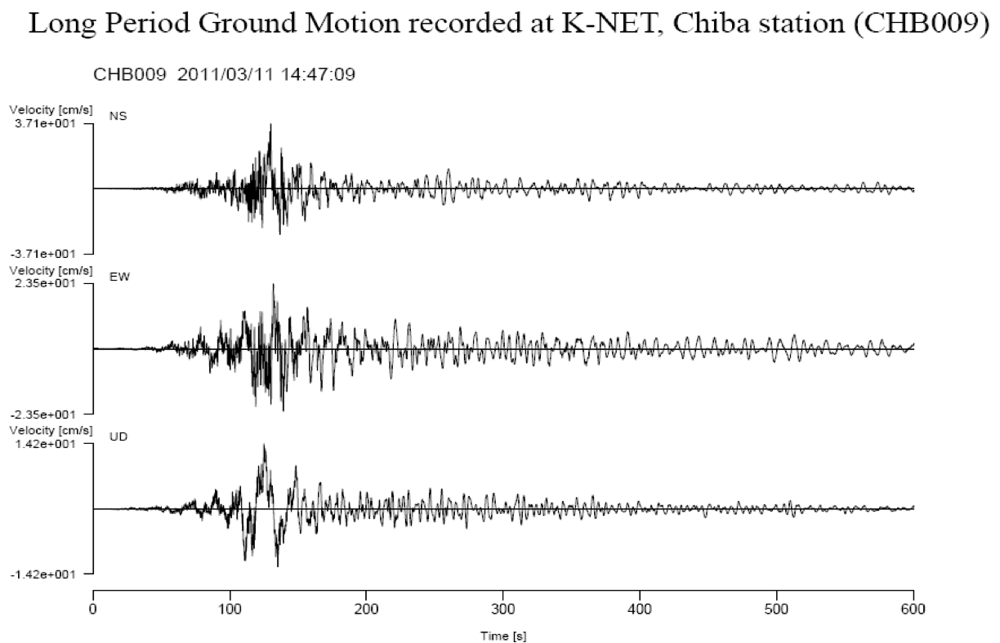 Long Period Ground Motion recorded at K-NET, Chiba station (CHB009)
CHB009 2011/03/11 14:47:09
Velocity [cm/s]
3.71e+001
NS
-3.71e+001
Velocity [cm/s]
2.35e+001
EW
-2.35e+001
Velocity [cm/s]
1.42e+001
UD
-1.42e+001
0 100 200 300 400 500 600
Time [s]